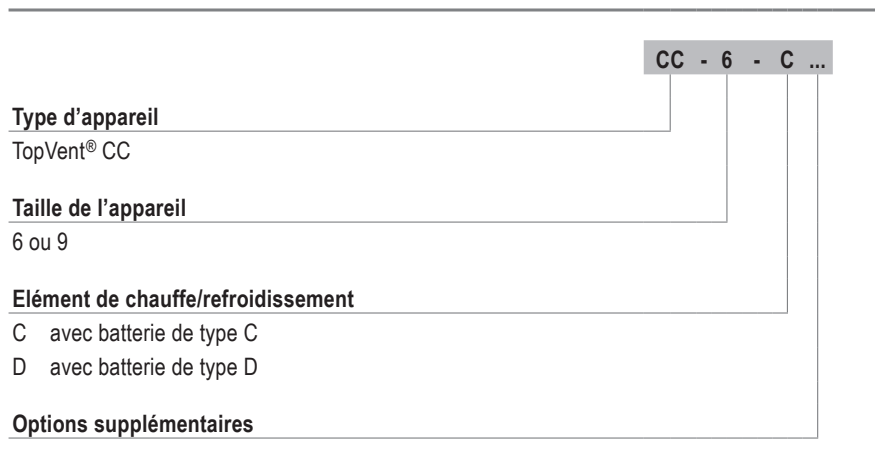 CC - 6 - C ...
Type d’appareil
TopVent® CC
Taille de l’appareil
6 ou 9
Elément de chauffe/refroidissement
C avec batterie de type C
D avec batterie de type D
Options supplémentaires